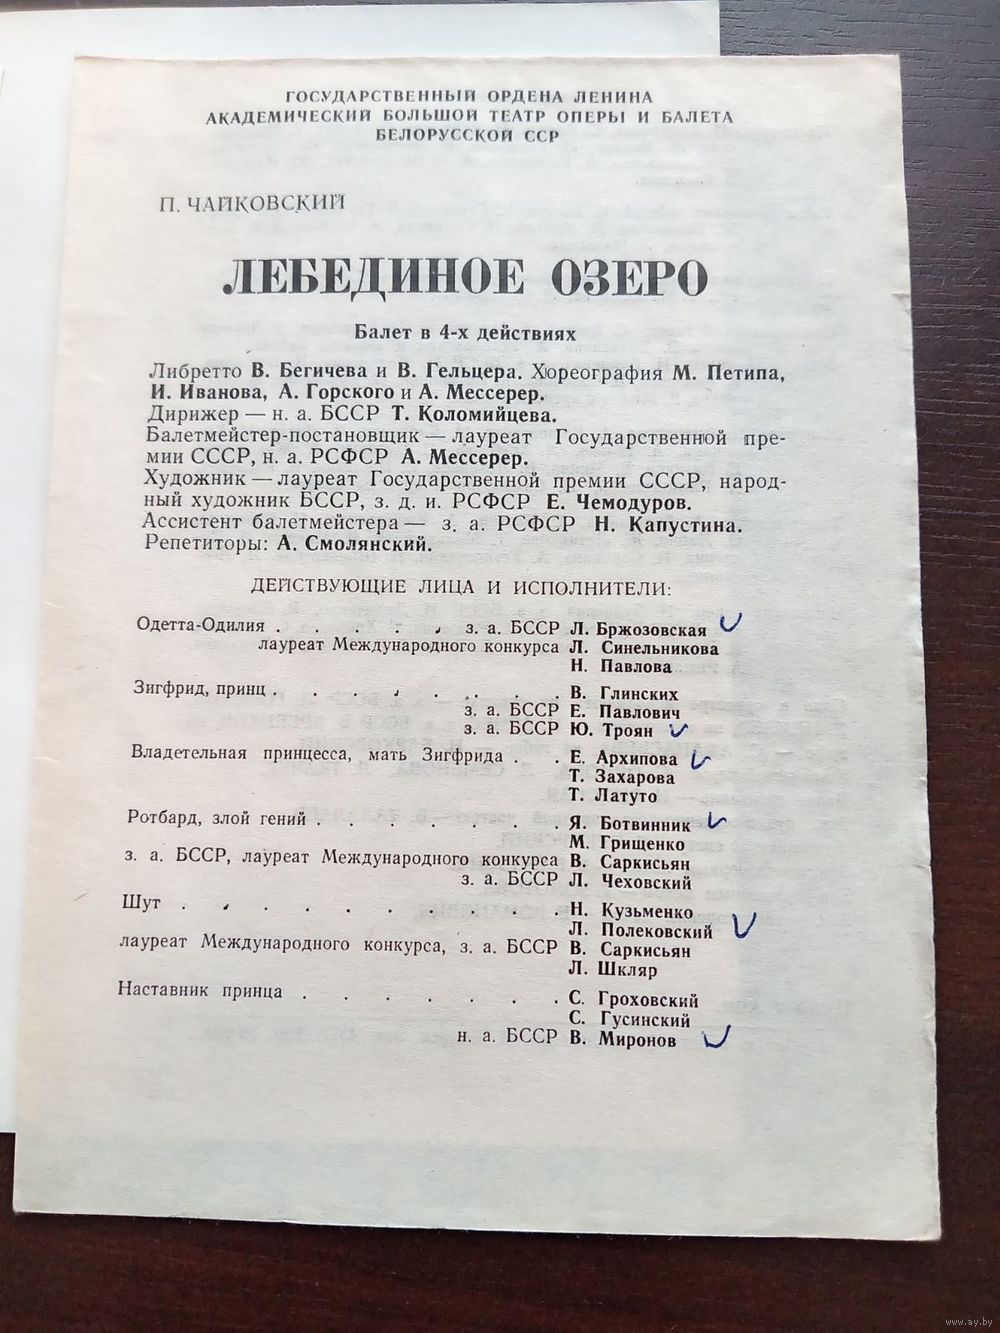 ГОСУДАРСТВЕННЫЙ ОРДЕНА ЛЕНИНА
АКАДЕМИЧЕСКИЙ БОЛЬШОЙ ТЕАТР ОПЕРЫ И БАЛЕТА
БЕЛОРУССКОЙ ССР
П. ЧАЙКОВСКИЙ
ЛЕБЕДИНОЕ ОЗЕРО
Балет в 4-х действиях
Либретто В. Бегичева и В. Гельцера. Хореография М. Петипа,
И. Иванова, А. Горского и А. Мессерер.
Дирижер — н. а. БССР Т. Коломийцева.
Балетмейстер-постановщик — лауреат Государственной пре-
мии СССР, н. а. РСФСР А. Мессерер.
Художник — лауреат Государственной премии СССР, народ-
ный художник БССР, з. д. и. РСФСР Е. Чемодуров.
Ассистент балетмейстера — з. а. РСФСР Н. Капустина.
Репетиторы: А. Смолянский.
ДЕЙСТВУЮЩИЕ ЛИЦА И ИСПОЛНИТЕЛИ:
Одетта-Одилия . . . . . з. а. БССР Л. Бржозовская
лауреат Международного конкурса Л. Синельникова
Н. Павлова
Зигфрид, принц . . . . . . . . В. Глинских
з. а. БССР Е. Павлович
з. а. БССР Ю. Троян
Владетельная принцесса, мать Зигфрида . . Е. Архипова
Т. Захарова
Т. Латуто
Ротбард, злой гений . . . . . . . Я. Ботвинник
М. Грищенко
з. а. БССР, лауреат Международного конкурса В. Саркисьян
з. а. БССР Л. Чеховский
Шут . . . . . . . . . . Н. Кузьменко
Л. Полековский
лауреат Международного конкурса, з. а. БССР В. Саркисьян
Л. Шкляр
Наставник принца . . . . . . . С. Гроховский
С. Гусинский
н. а. БССР В. Миронов
www.ay.by